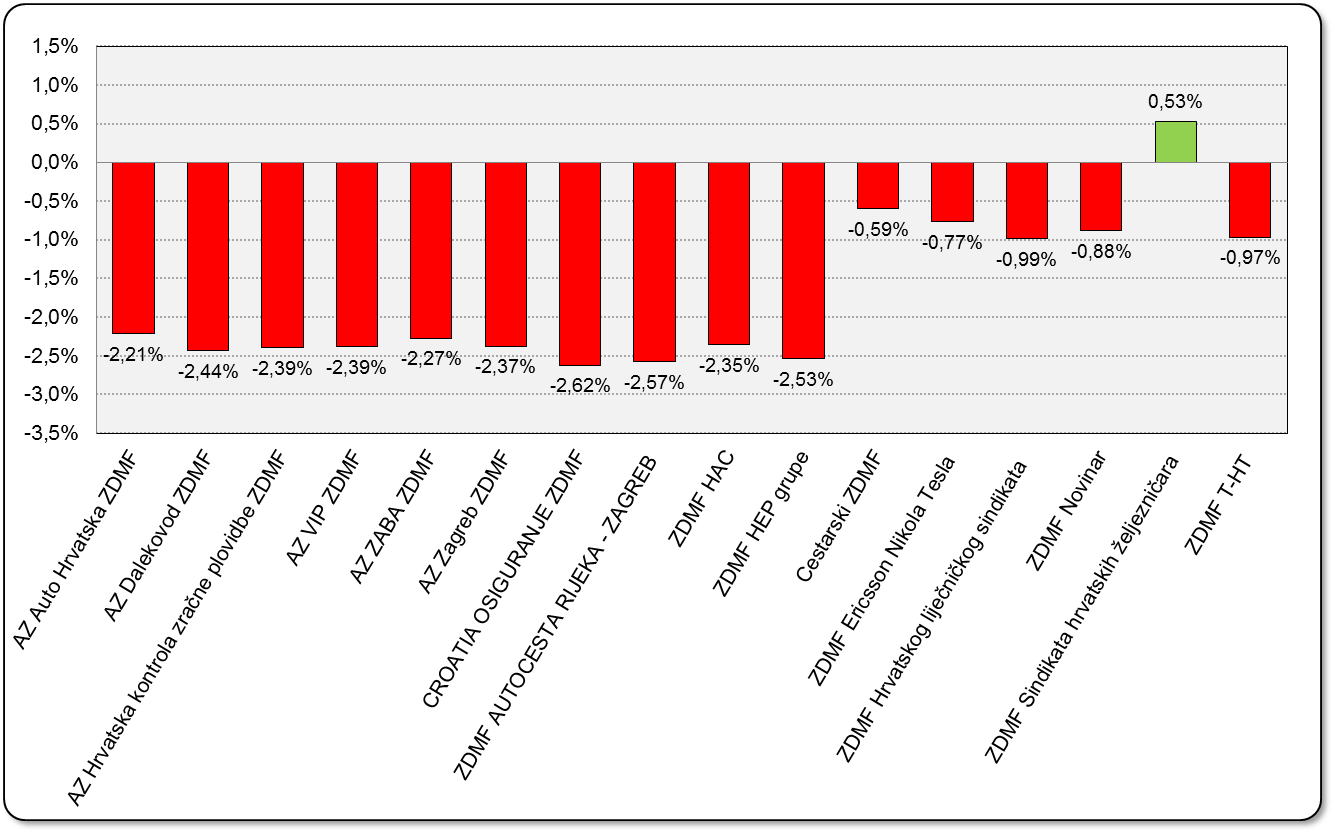 1,5%
1,0%
0,5%
0,0%
-0,5%
-1,0%
-1,5%
-2,0%
-2,5%
-3,0%
-3,5%
-2,21%
-2,44%
-2,39%
-2,39%
-2,27%
-2,37%
-2,62%
-2,57%
-2,35%
-2,53%
-0,59%
-0,77%
-0,99%
-0,88%
0,53%
-0,97%
AZ Auto Hrvatska ZDMF
AZ Dalekovod ZDMF
AZ Hrvatska kontrola zračne plovidbe ZDMF
AZ VIP ZDMF
AZ ZABA ZDMF
AZ Zagreb ZDMF
CROATIA OSIGURANJE ZDMF
ZDMF AUTOCESTA RIJEKA - ZAGREB
ZDMF HAC
ZDMF HEP grupe
Cestarski ZDMF
ZDMF Ericsson Nikola Tesla
ZDMF Hrvatskog liječničkog sindikata
ZDMF Novinar
ZDMF Sindikata hrvatskih željezničara
ZDMF T-HT